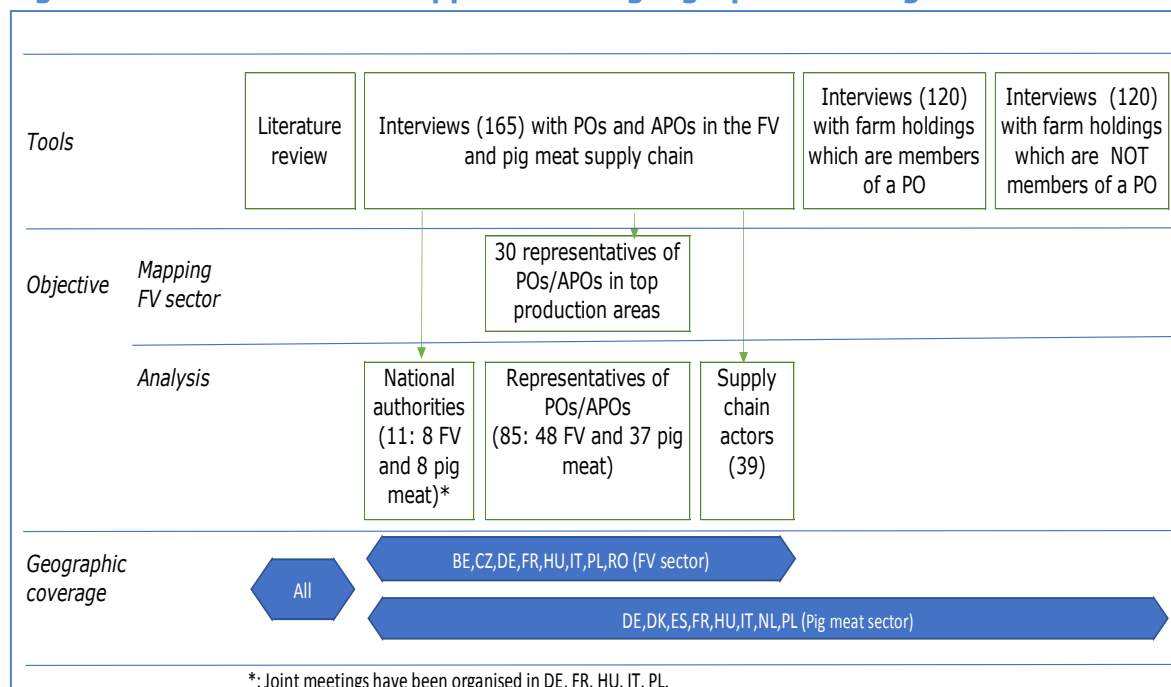 Tools
Literature
review
Interviews (165) with POs and APOs in the FV
and pig meat supply chain
Interviews (120)
with farm holdings
which are members
of a PO
Interviews (120)
with farm holdings
which are NOT
members of a PO
Objective
Mapping
FV sector
30 representatives of
POs/APOs in top
production areas
Analysis
National
authorities
(11: 8 FV
and 8 pig
meat)*
Representatives of
POs/APOs
(85: 48 FV and 37 pig
meat)
Supply
chain
actors
(39)
Geographic
coverage
All
BE,CZ,DE,FR,HU,IT,PL,RO (FV sector)
DE,DK,ES,FR,HU,IT,NL,PL (Pig meat sector)
*: Joint meetings have been organised in DE, FR, HU, IT, PL.